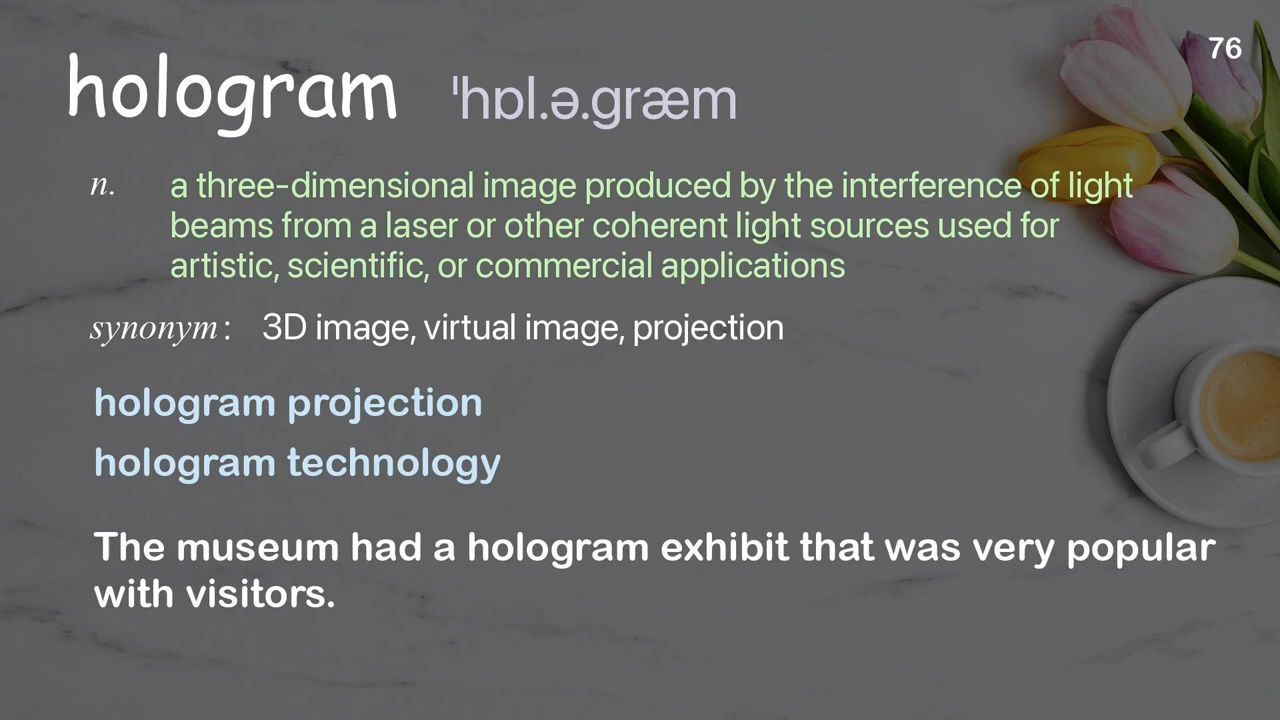 76
hologram ˈhɒl.ə.ɡræm
n. a three-dimensional image produced by the interference of light
beams from a laser or other coherent light sources used for
artistic, scientific, or commercial applications
synonym: 3D image, virtual image, projection
hologram projection
hologram technology
The museum had a hologram exhibit that was very popular
with visitors.